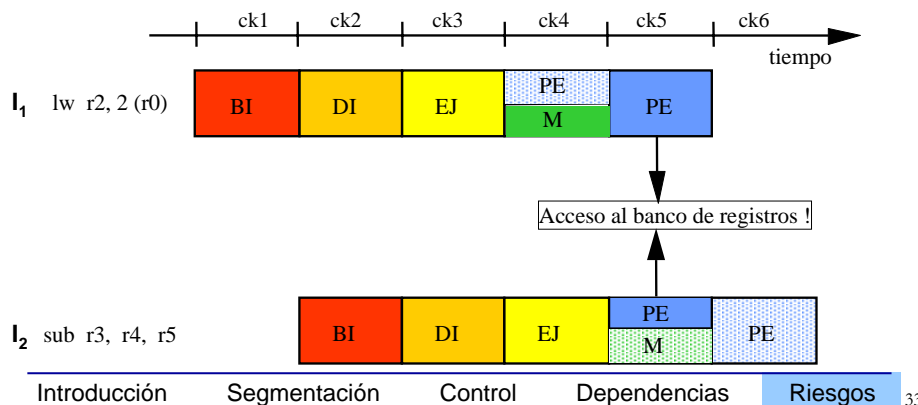 ck1 ck2 ck3 ck4 ck5 ck6
tiempo
I1 lw r2, 2 (r0)
BI DI EJ PE M PE
Acceso al banco de registros !
I2 sub r3, r4, r5
BI DI EJ PE M PE
Introducción Segmentación Control Dependencias Riesgos 33